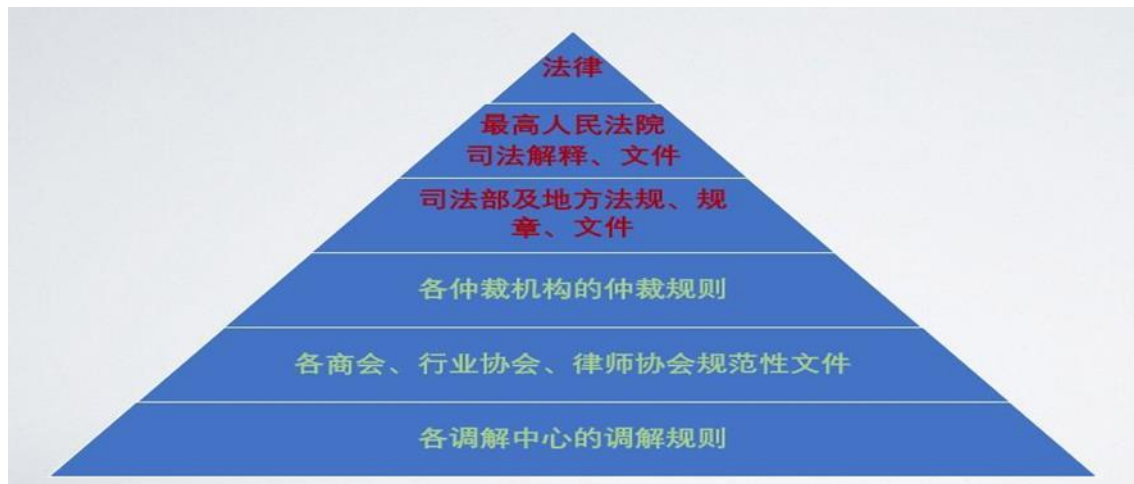 法律
最高人民法院
司法解释、文件
司法部及地方法规、规
章、文件
各仲裁机构的仲裁规则
各商会、行业协会、律师协会规范性文件
各调解中心的调解规则